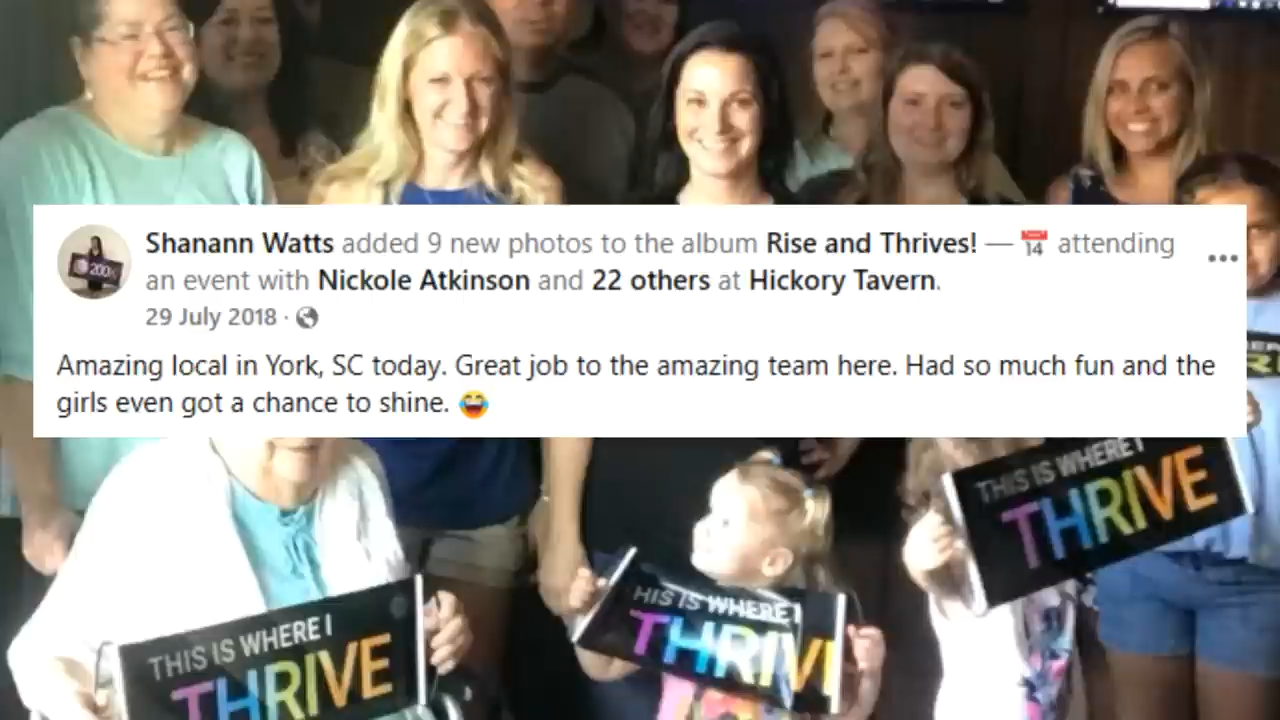 Shanann Watts added 9 new photos to the album Rise and Thrives! — 📅 attending
an event with Nickole Atkinson and 22 others at Hickory Tavern.
29 July 2018 ·
Amazing local in York, SC today. Great job to the amazing team here. Had so much fun and the
girls even got a chance to shine. 😂
THIS IS WHERE I
THRIVE
HIS IS WHERE I
THRIV
THIS IS WHERE I
THRIVE
200
14